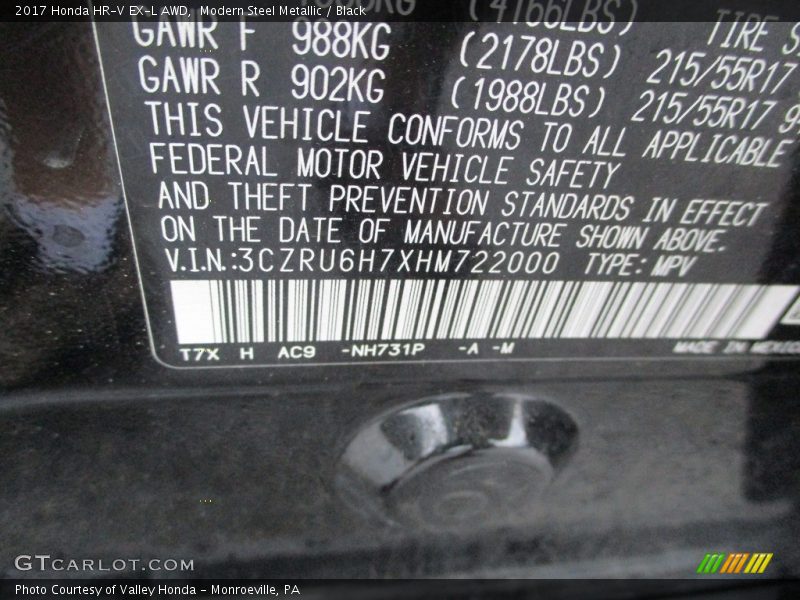 2017 Honda HR-V EX-L AWD, Modern Steel Metallic / Black
(4166LBS) TIRE
GAWR F 988KG (2178LBS) 215/55R17
GAWR R 902KG (1988LBS) 215/55R17
THIS VEHICLE CONFORMS TO ALL APPLICABLE
FEDERAL MOTOR VEHICLE SAFETY
AND THEFT PREVENTION STANDARDS IN EFFECT
ON THE DATE OF MANUFACTURE SHOWN ABOVE.
V.I.N.:3CZRU6H7XHM722000 TYPE: MPV
T7X H AC9 -NH731P -A -M MADE IN MEXICO
GTCARLOT.COM
Photo Courtesy of Valley Honda - Monroeville, PA